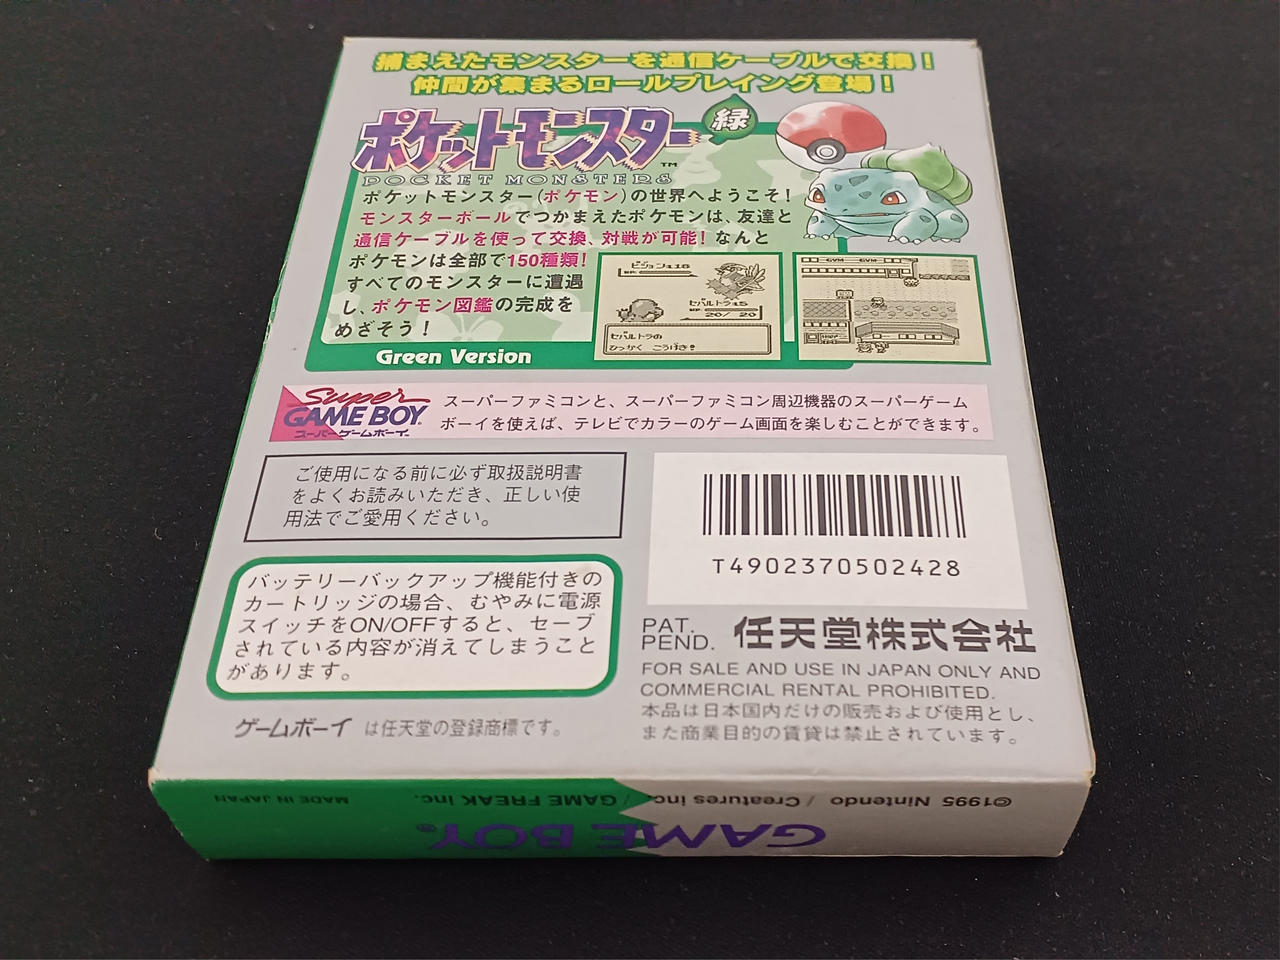 捕まえたモンスターを通信ケーブルで交換！
仲間が集まるロールプレイング登場！
ポケットモンスター 緑
™
POCKET MONSTERS
ポケットモンスター(ポケモン)の世界へようこそ！
モンスターボールでつかまえたポケモンは、友達と
通信ケーブルを使って交換、対戦が可能！なんと
ポケモンは全部で150種類！
すべてのモンスターに遭遇
し、ポケモン図鑑の完成を
めざそう！
Green Version
20/ 20
ひっかく こうげき！
GYM GYM
Super
GAME BOY
スーパーゲームボーイ
スーパーファミコンと、スーパーファミコン周辺機器のスーパーゲーム
ボーイを使えば、テレビでカラーのゲーム画面を楽しむことができます。
ご使用になる前に必ず取扱説明書
をよくお読みいただき、正しい使
用法でご愛用ください。
T4902370502428
バッテリーバックアップ機能付きの
カートリッジの場合、むやみに電源
スイッチをON/OFFすると、セーブ
されている内容が消えてしまうこと
があります。
PAT.
PEND.
任天堂株式会社
FOR SALE AND USE IN JAPAN ONLY AND
COMMERCIAL RENTAL PROHIBITED.
本品は日本国内だけの販売および使用とし、
また商業目的の賃貸は禁止されています。
ゲームボーイ は任天堂の登録商標です。
©1995 Nintendo / Creatures inc. / GAME FREAK inc.
MADE IN JAPAN
GAME BOY®